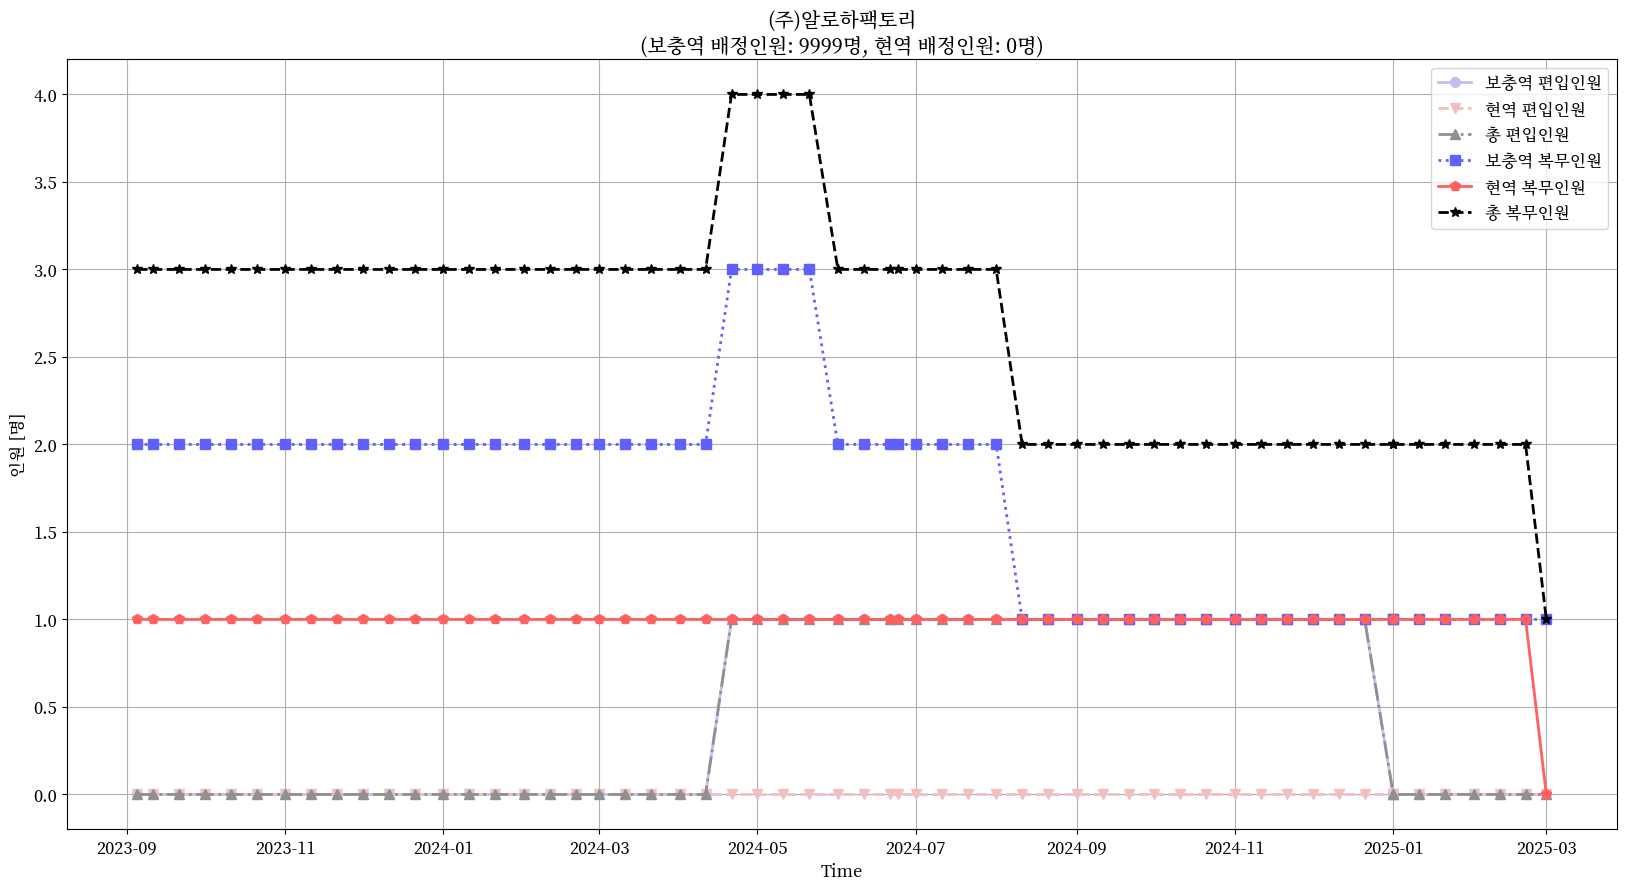 (주)알로하팩토리
(보충역 배정인원: 9999명, 현역 배정인원: 0명)
보충역 편입인원
현역 편입인원
총 편입인원
보충역 복무인원
현역 복무인원
총 복무인원
인원 [명]
4.0
3.5
3.0
2.5
2.0
1.5
1.0
0.5
0.0
2023-09 2023-11 2024-01 2024-03 2024-05 2024-07 2024-09 2024-11 2025-01 2025-03
Time